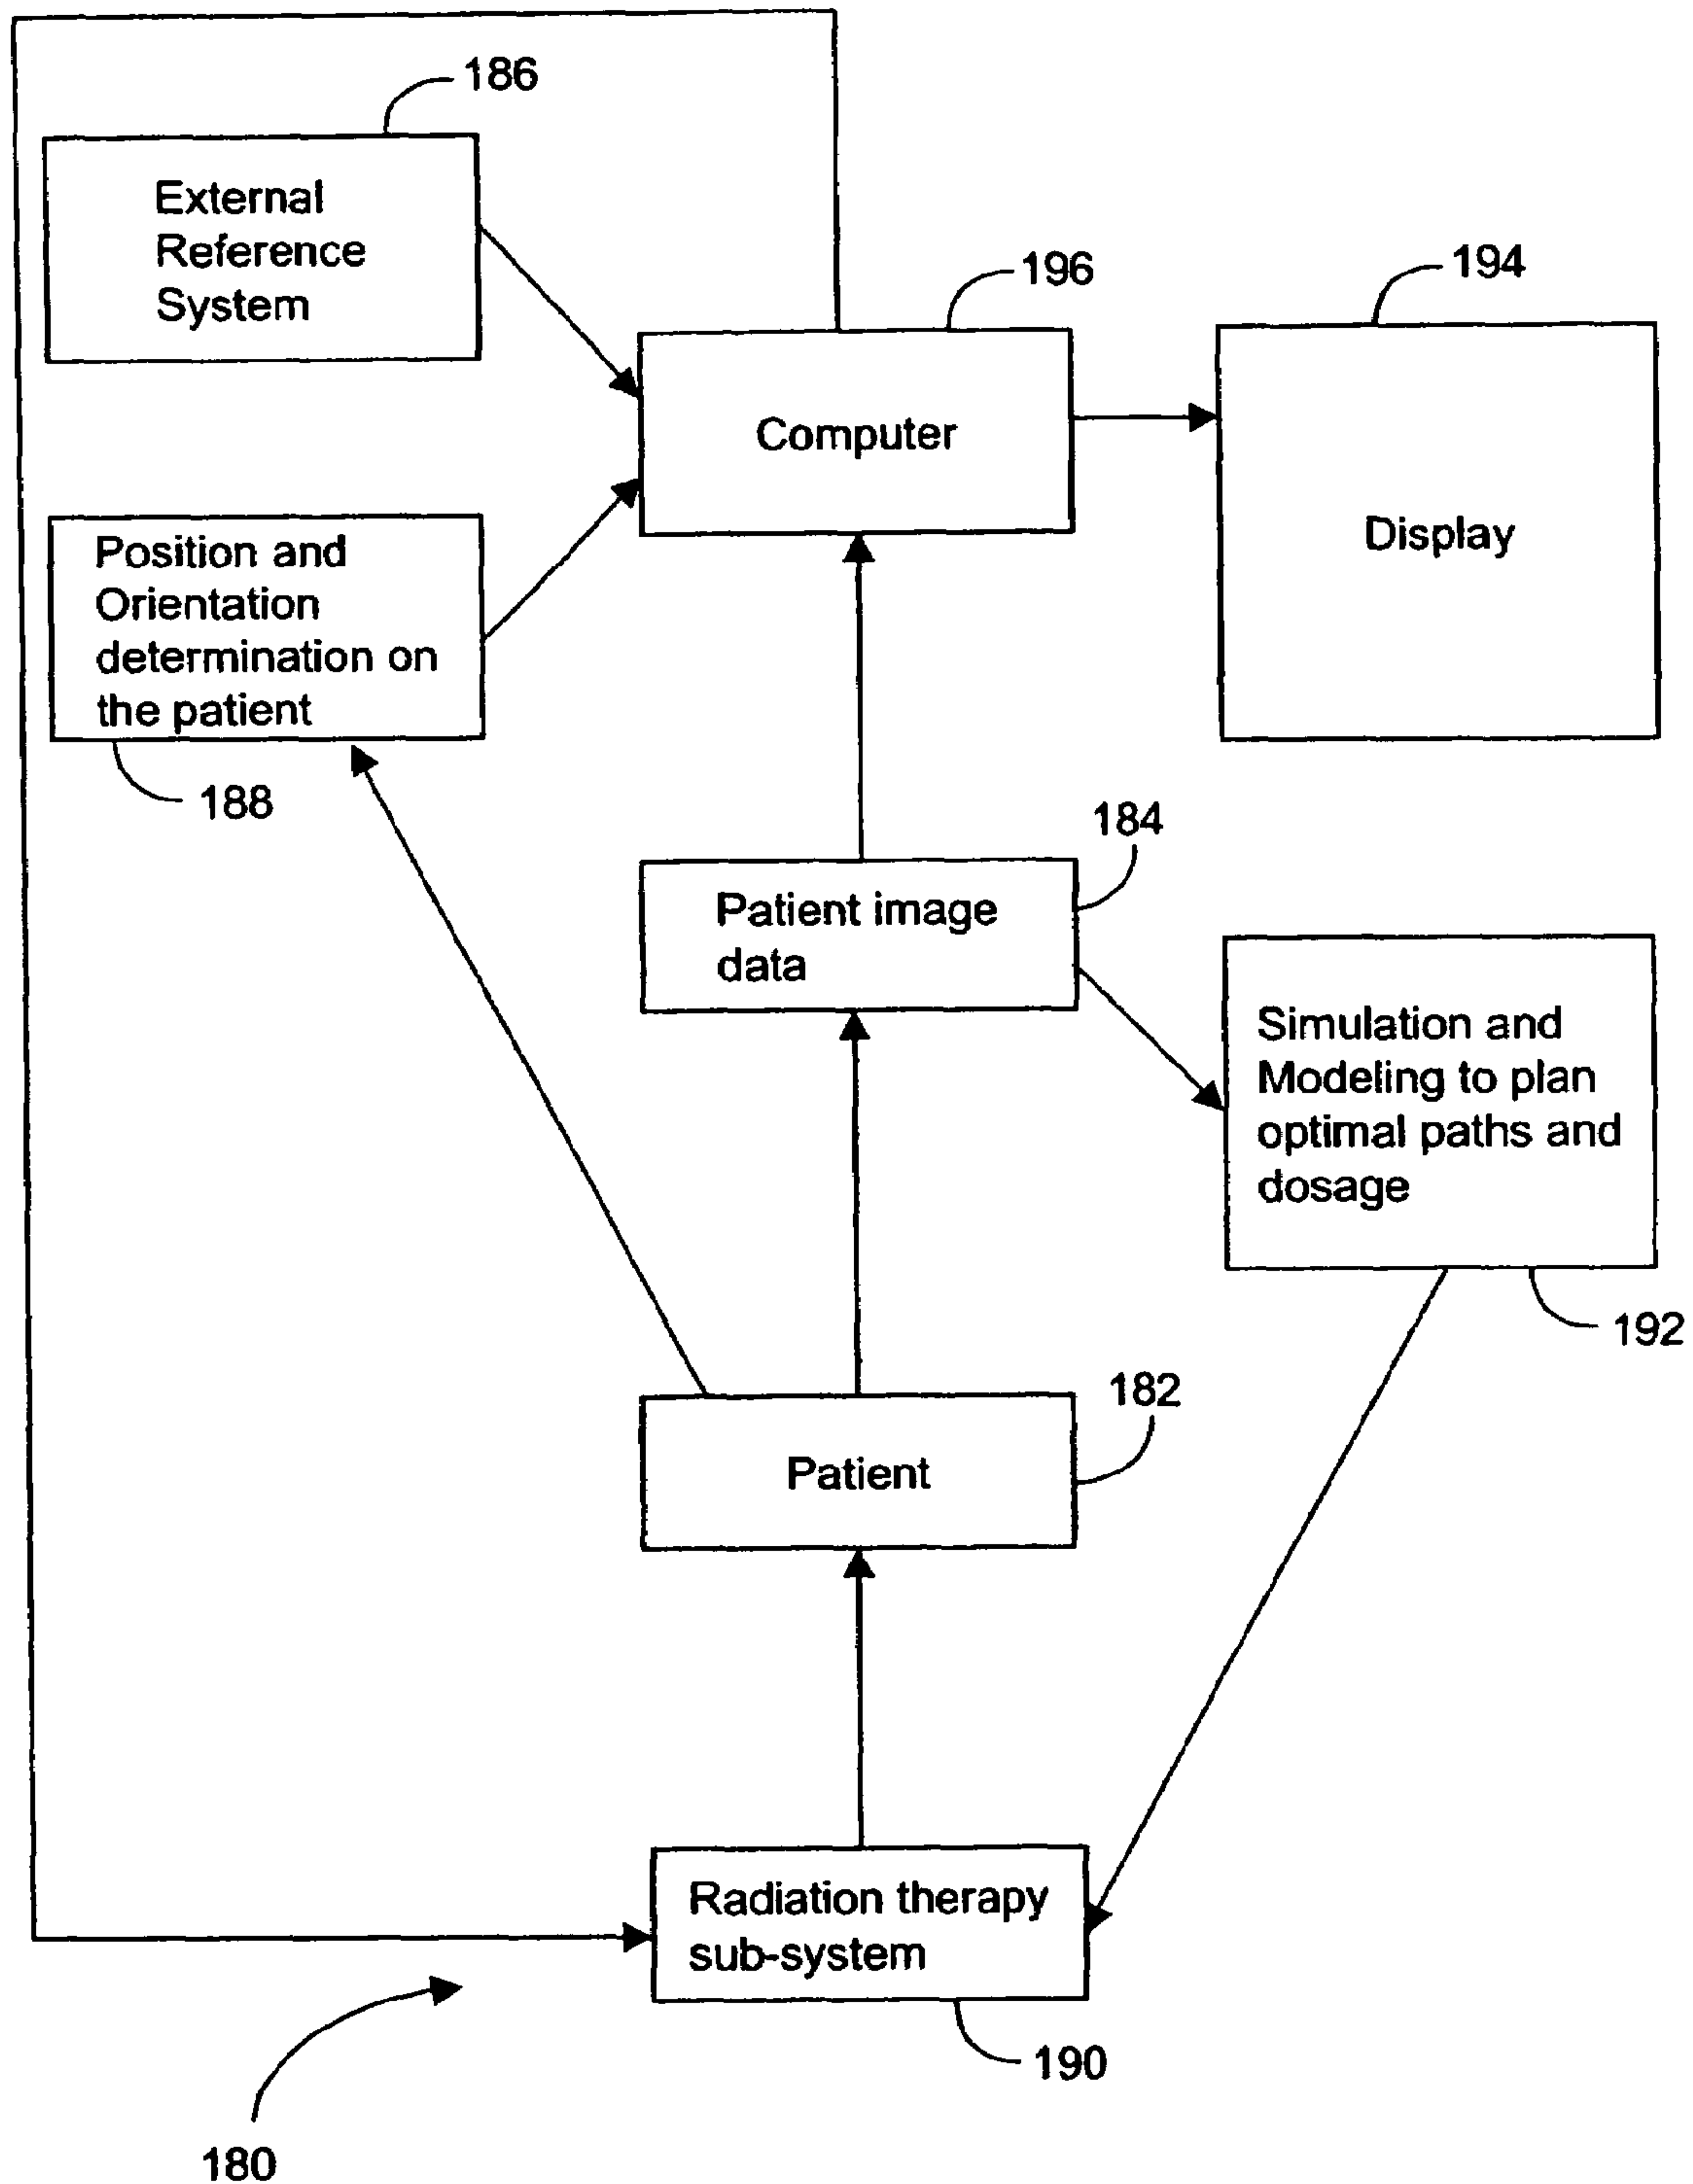 186
External
Reference
System
196
194
Computer
Display
Position and
Orientation
determination on
the patient
188
184
Patient image
data
Simulation and
Modeling to plan
optimal paths and
dosage
192
182
Patient
Radiation therapy
sub-system
190
180